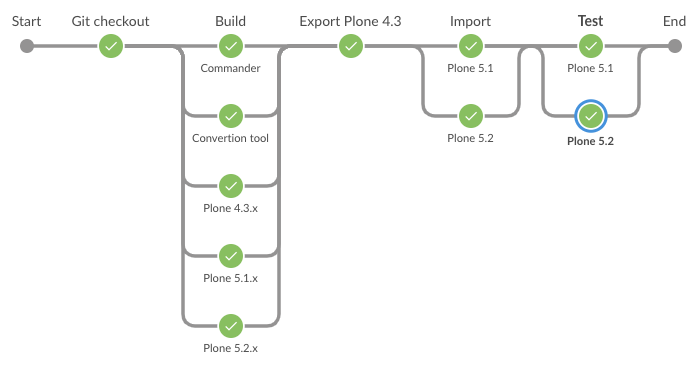 Start
Git checkout
Build
Export Plone 4.3
Import
Test
End
Commander
Plone 5.1
Plone 5.1
Convertion tool
Plone 5.2
Plone 5.2
Plone 4.3.x
Plone 5.1.x
Plone 5.2.x